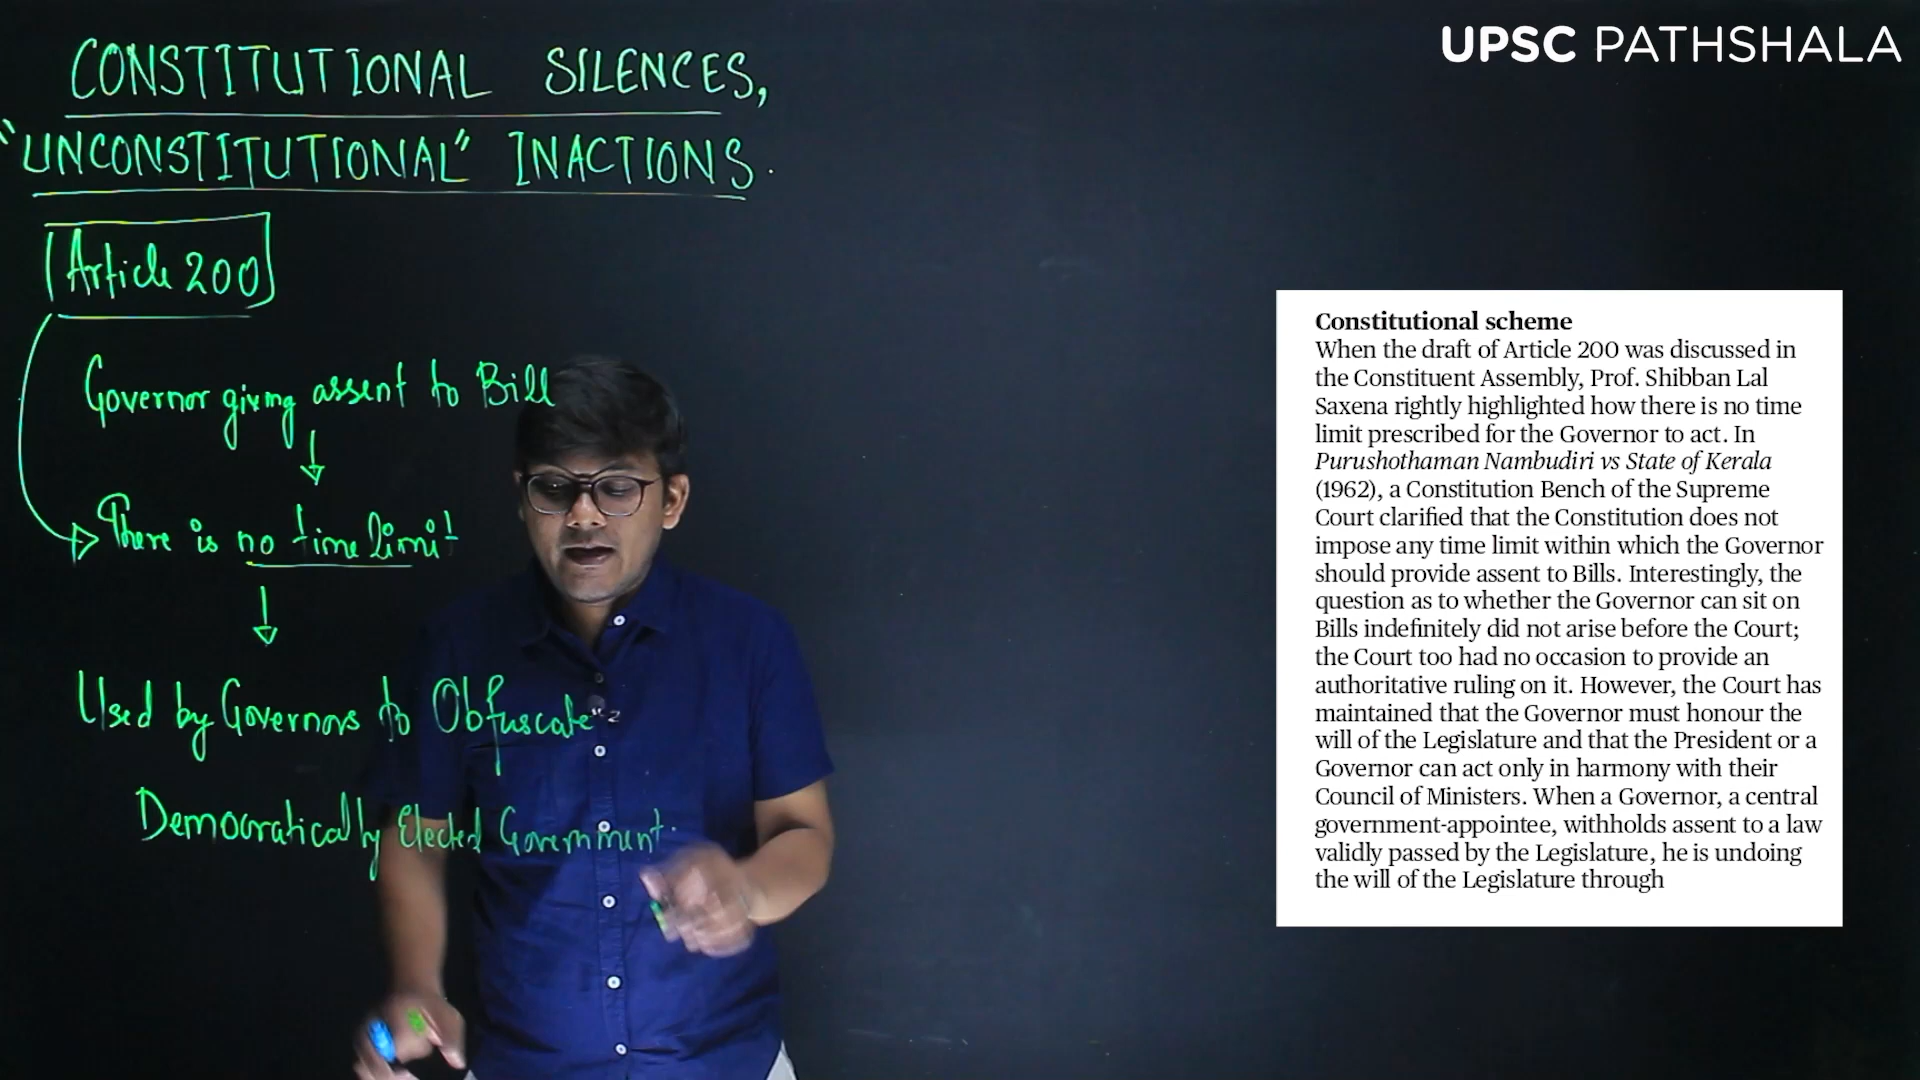 UPSC PATHSHALA
CONSTITUTIONAL SILENCES,
"UNCONSTITUTIONAL" INACTIONS.
Article 200
Governor giving assent to Bill
There is no time limit
Used by Governors to Obfuscate
Democratically Elected Government.
Constitutional scheme
When the draft of Article 200 was discussed in
the Constituent Assembly, Prof. Shibban Lal
Saxena rightly highlighted how there is no time
limit prescribed for the Governor to act. In
Purushothaman Nambudiri vs State of Kerala
(1962), a Constitution Bench of the Supreme
Court clarified that the Constitution does not
impose any time limit within which the Governor
should provide assent to Bills. Interestingly, the
question as to whether the Governor can sit on
Bills indefinitely did not arise before the Court;
the Court too had no occasion to provide an
authoritative ruling on it. However, the Court has
maintained that the Governor must honour the
will of the Legislature and that the President or a
Governor can act only in harmony with their
Council of Ministers. When a Governor, a central
government-appointee, withholds assent to a law
validly passed by the Legislature, he is undoing
the will of the Legislature through